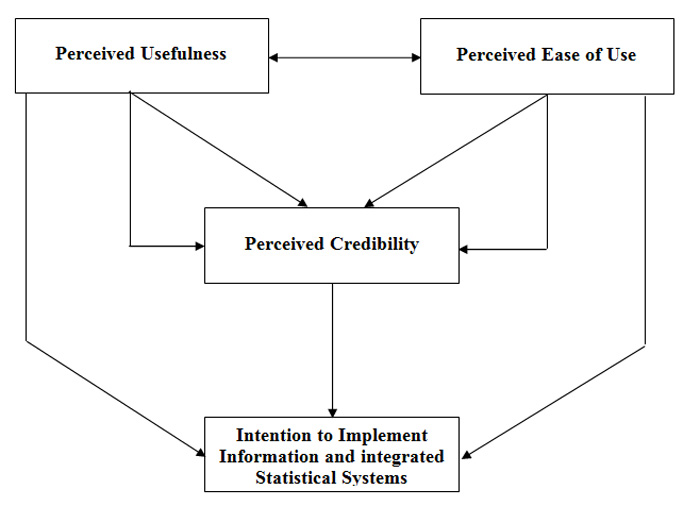 Perceived Usefulness
Perceived Ease of Use
Perceived Credibility
Intention to Implement
Information and integrated
Statistical Systems